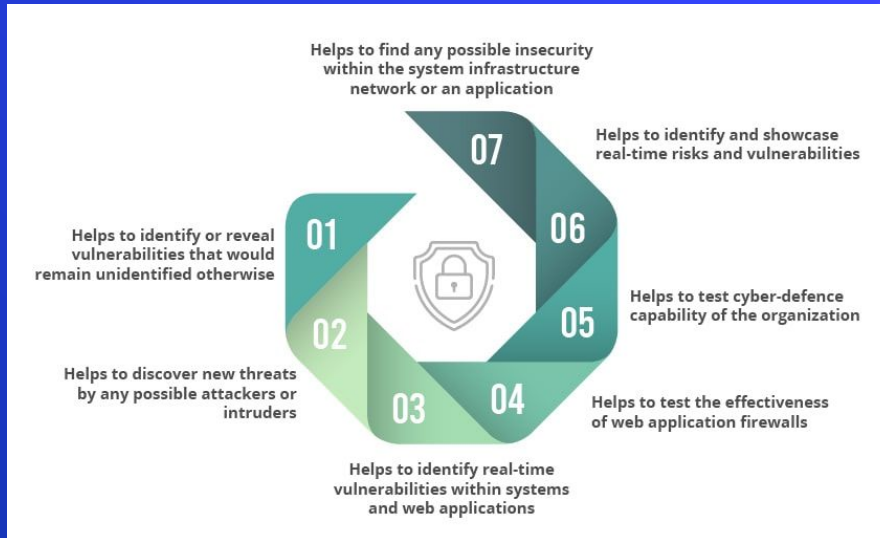 Helps to find any possible insecurity
within the system infrastructure
network or an application
07
Helps to identify and showcase
real-time risks and vulnerabilities
06
01
Helps to identify or reveal
vulnerabilities that would
remain unidentified otherwise
Helps to test cyber-defence
capability of the organization
05
02
Helps to discover new threats
by any possible attackers or
intruders
03
04
Helps to test the effectiveness
of web application firewalls
Helps to identify real-time
vulnerabilities within systems
and web applications